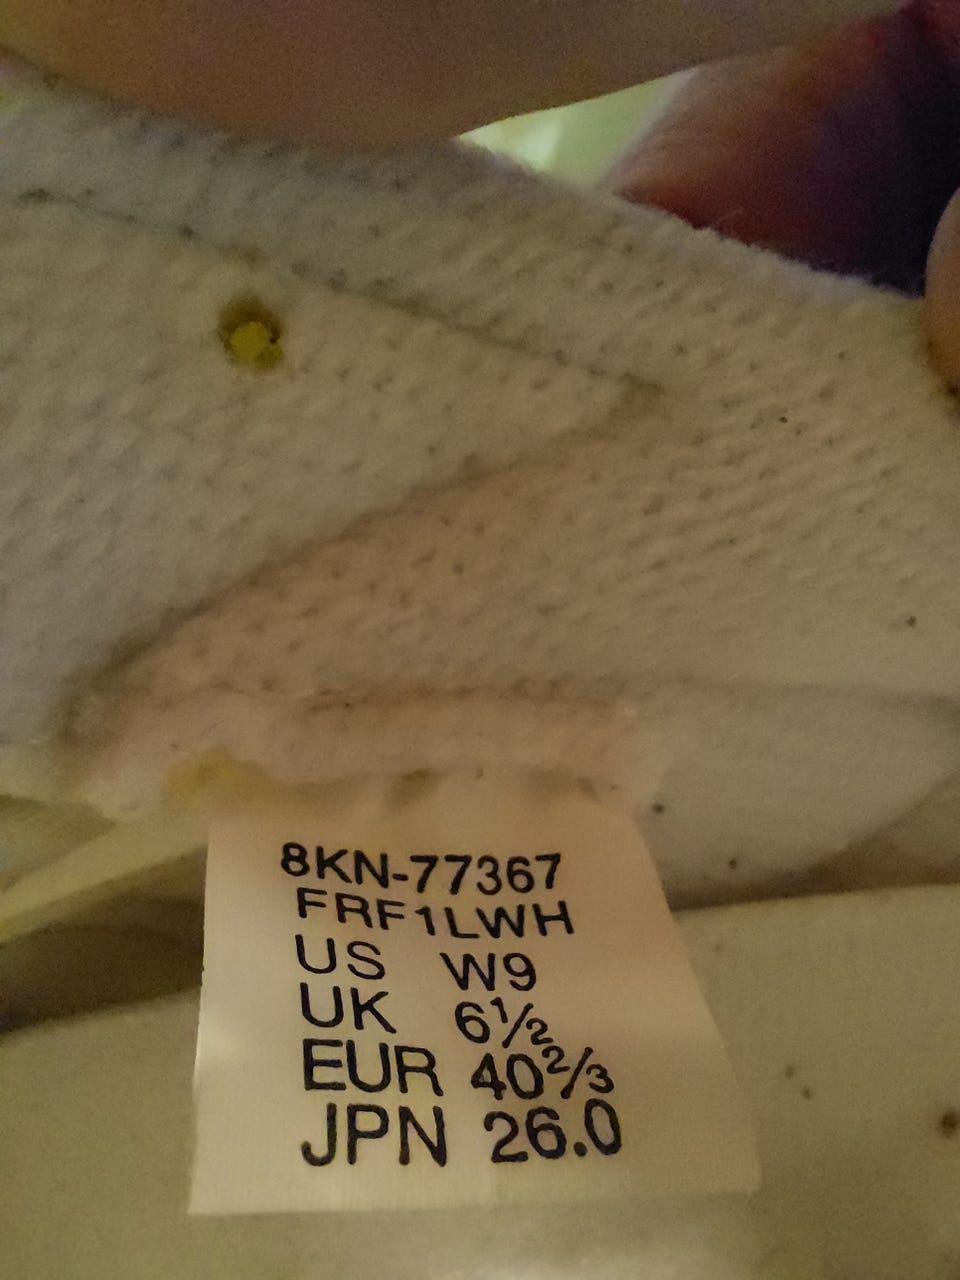 8KN-77367
FRF1LWH
US W9
UK 6½
EUR 40⅔
JPN 26.0